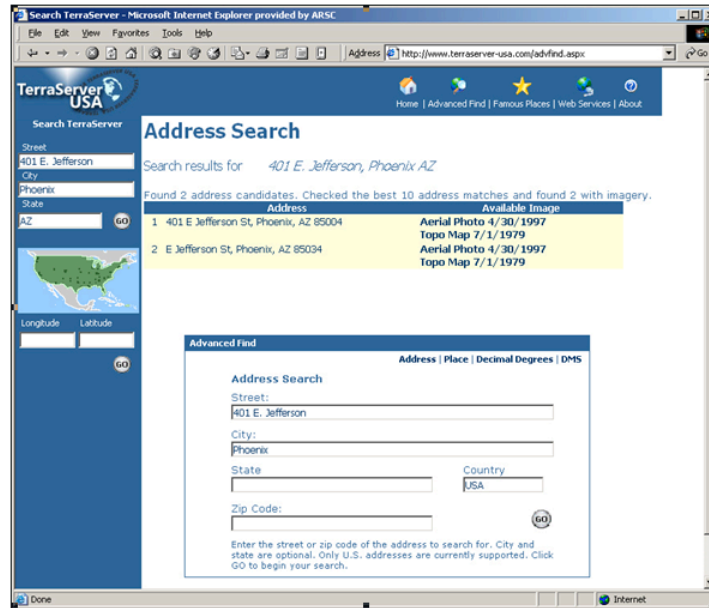 Search TerraServer - Microsoft Internet Explorer provided by ARSC
File Edit View Favorites Tools Help
Address http://www.terraserver-usa.com/advfind.aspx Go
TerraServer
USA
Home | Advanced Find | Famous Places | Web Services | About
Search TerraServer
Street
401 E. Jefferson
City
Phoenix
State
AZ GO
Longitude Latitude
GO
Address Search
Search results for 401 E. Jefferson, Phoenix AZ
Found 2 address candidates. Checked the best 10 address matches and found 2 with imagery.
Address Available Image
1 401 E Jefferson St, Phoenix, AZ 85004 Aerial Photo 4/30/1997
Topo Map 7/1/1979
2 E Jefferson St, Phoenix, AZ 85034 Aerial Photo 4/30/1997
Topo Map 7/1/1979
Advanced Find
Address | Place | Decimal Degrees | DMS
Address Search
Street:
401 E. Jefferson
City:
Phoenix
State Country
USA
Zip Code:
GO
Enter the street or zip code of the address to search for. City and
state are optional. Only U.S. addresses are currently supported. Click
GO to begin your search.
Done Internet